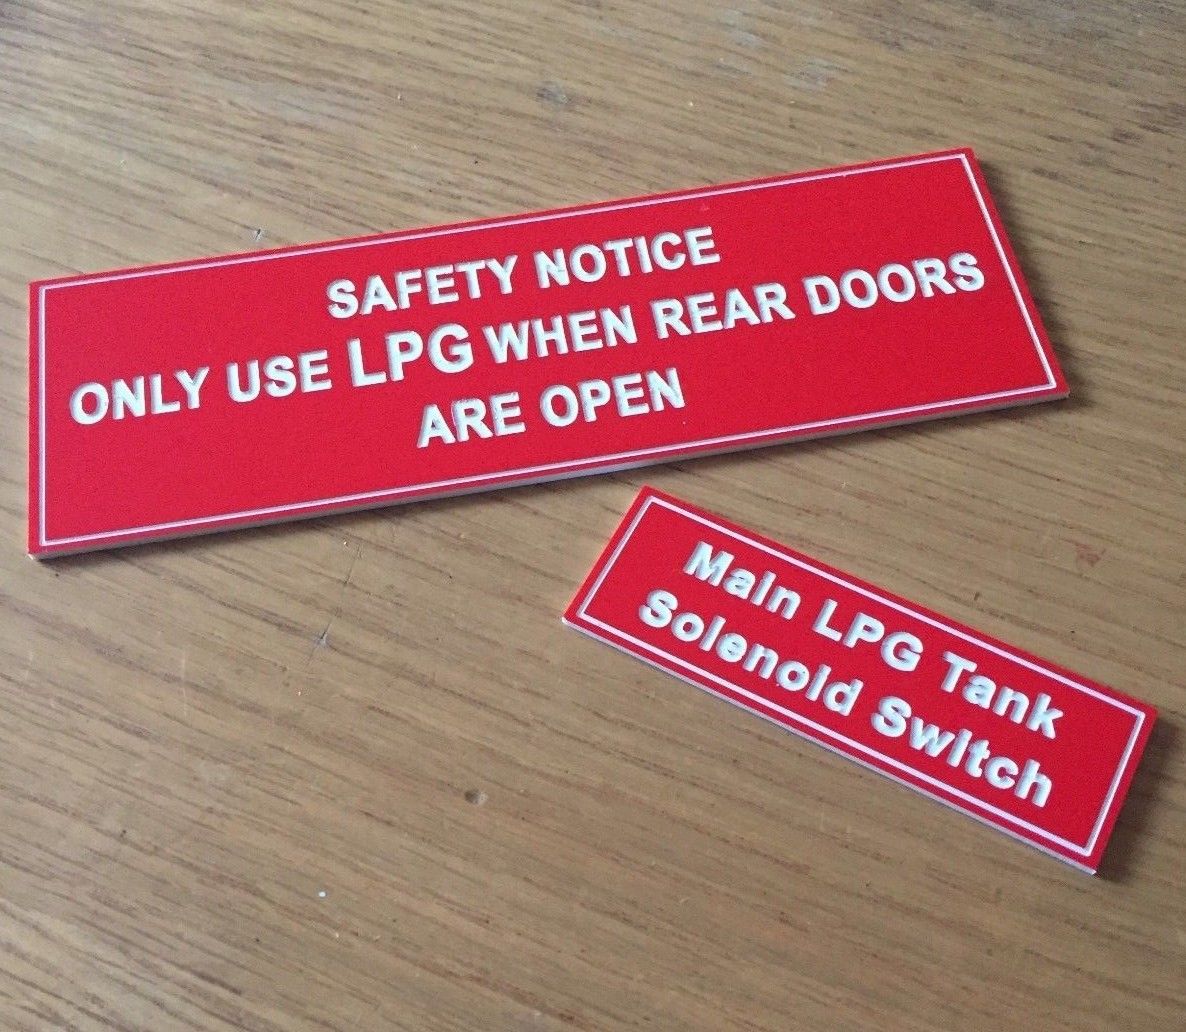 SAFETY NOTICE
ONLY USE LPG WHEN REAR DOORS
ARE OPEN
Main LPG Tank
Solenoid Switch